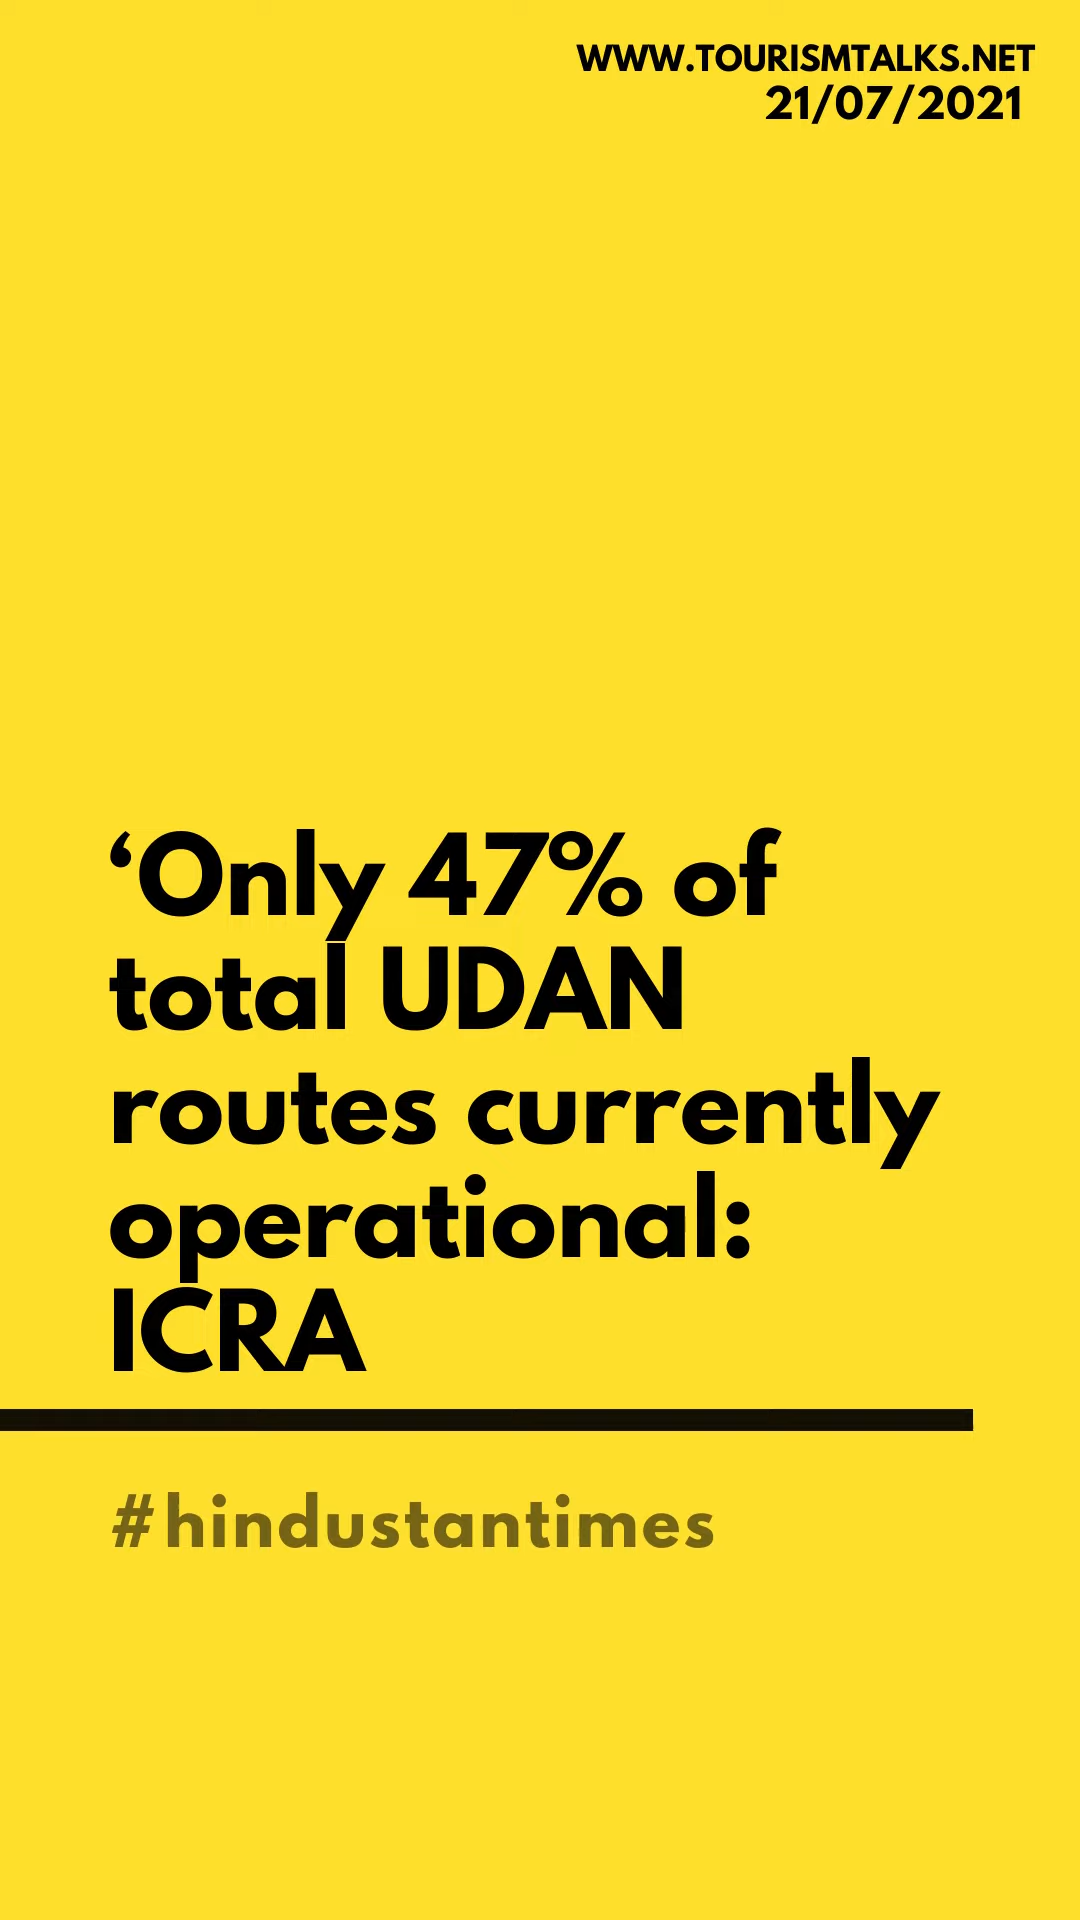 WWW.TOURISMTALKS.NET
21/07/2021
‘Only 47% of
total UDAN
routes currently
operational:
ICRA
#hindustantimes